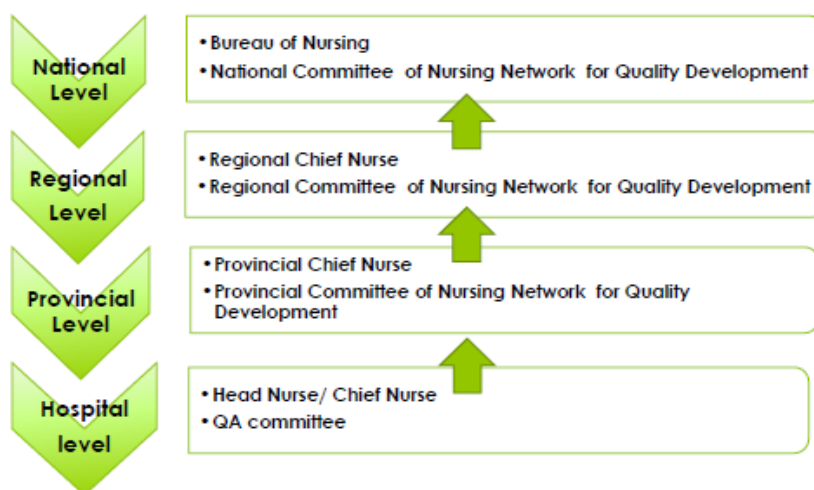 National
Level
• Bureau of Nursing
• National Committee of Nursing Network for Quality Development
Regional
Level
• Regional Chief Nurse
• Regional Committee of Nursing Network for Quality Development
Provincial
Level
• Provincial Chief Nurse
• Provincial Committee of Nursing Network for Quality
Development
Hospital
level
• Head Nurse/ Chief Nurse
• QA committee